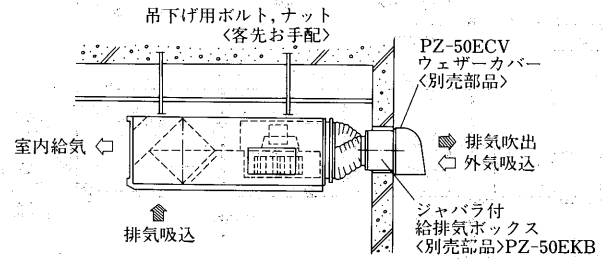 吊下げ用ボルト,ナット
<客先お手配>
PZ-50ECV
ウェザーカバー
<別売部品>
室内給気
排気吹出
外気吸込
排気吸込
ジャバラ付
給排気ボックス
<別売部品>PZ-50EKB